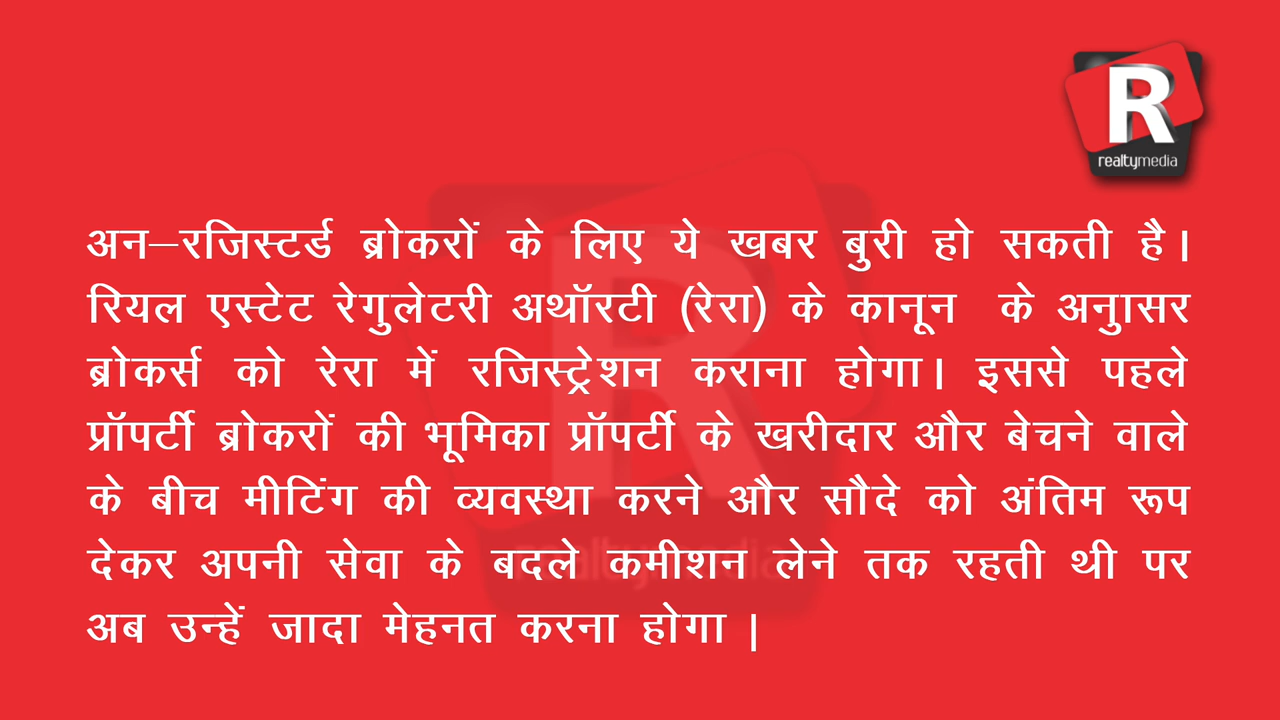 R
realtymedia
अन–रजिस्टर्ड ब्रोकरों के लिए ये खबर बुरी हो सकती है।
रियल एस्टेट रेगुलेटरी अथॉरटी (रेरा) के कानून के अनुासर
ब्रोकर्स को रेरा में रजिस्ट्रेशन कराना होगा। इससे पहले
प्रॉपर्टी ब्रोकरों की भूमिका प्रॉपर्टी के खरीदार और बेचने वाले
के बीच मीटिंग की व्यवस्था करने और सौदे को अंतिम रूप
देकर अपनी सेवा के बदले कमीशन लेने तक रहती थी पर
अब उन्हें जादा मेहनत करना होगा |